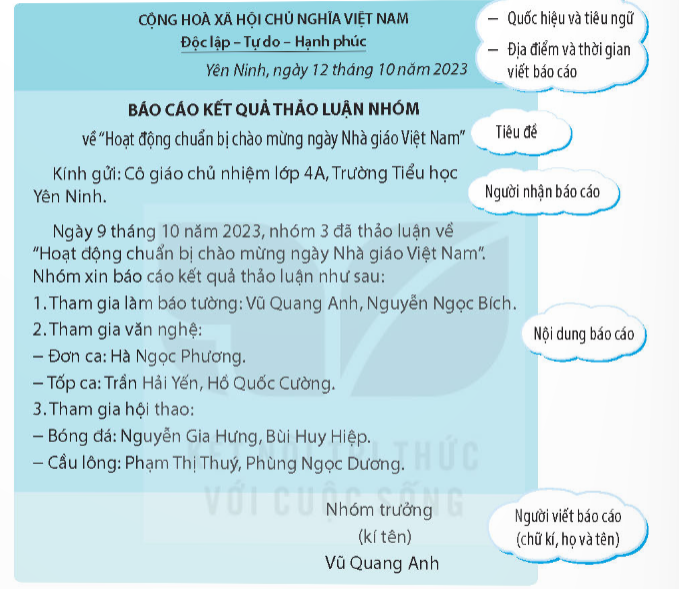 CỘNG HOÀ XÃ HỘI CHỦ NGHĨA VIỆT NAM
Độc lập – Tự do – Hạnh phúc
Yên Ninh, ngày 12 tháng 10 năm 2023
– Quốc hiệu và tiêu ngữ
– Địa điểm và thời gian
viết báo cáo
BÁO CÁO KẾT QUẢ THẢO LUẬN NHÓM
về “Hoạt động chuẩn bị chào mừng ngày Nhà giáo Việt Nam”
Tiêu đề
Kính gửi: Cô giáo chủ nhiệm lớp 4A, Trường Tiểu học
Yên Ninh.
Người nhận báo cáo
Ngày 9 tháng 10 năm 2023, nhóm 3 đã thảo luận về
“Hoạt động chuẩn bị chào mừng ngày Nhà giáo Việt Nam”.
Nhóm xin báo cáo kết quả thảo luận như sau:
1. Tham gia làm báo tường: Vũ Quang Anh, Nguyễn Ngọc Bích.
2. Tham gia văn nghệ:
– Đơn ca: Hà Ngọc Phương.
– Tốp ca: Trần Hải Yến, Hồ Quốc Cường.
3. Tham gia hội thao:
– Bóng đá: Nguyễn Gia Hưng, Bùi Huy Hiệp.
– Cầu lông: Phạm Thị Thuý, Phùng Ngọc Dương.
Nội dung báo cáo
KẾT NỐI TRI THỨC
VỚI CUỘC SỐNG
Nhóm trưởng
(kí tên)
Vũ Quang Anh
Người viết báo cáo
(chữ kí, họ và tên)